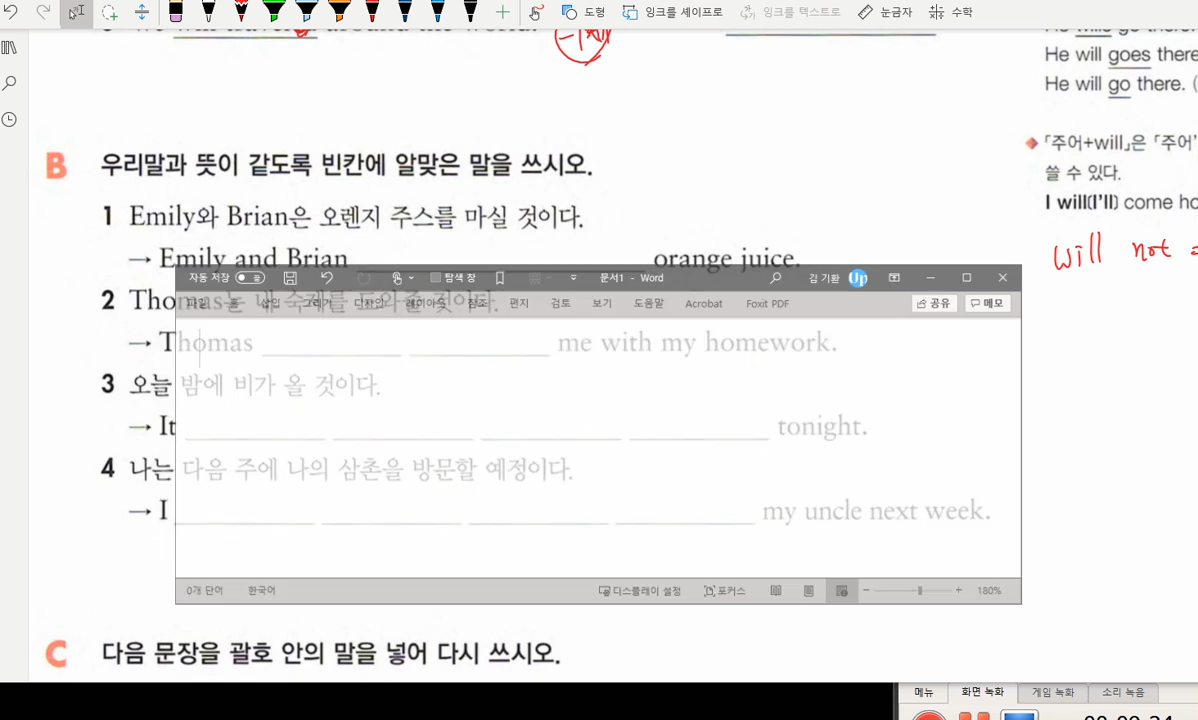 도형 잉크를 셰이프로 잉크를 텍스트로 눈금자 수학
around the world.
He will goes there
He will go there. (
B 우리말과 뜻이 같도록 빈칸에 알맞은 말을 쓰시오.
1 Emily와 Brian은 오렌지 주스를 마실 것이다.
→ Emily and Brian orange juice.
2 Thomas는 내 숙제를 도와줄 것이다.
→ Thomas me with my homework.
3 오늘 밤에 비가 올 것이다.
→ It tonight.
4 나는 다음 주에 나의 삼촌을 방문할 예정이다.
→ I my uncle next week.
자동 저장 탐색 창 문서1 - Word 김 기환 Up
파일 홈 삽입 그리기 디자인 레이아웃 참조 편지 검토 보기 도움말 Acrobat Foxit PDF 공유 메모
0개 단어 한국어 디스플레이 설정 포커스 180%
◆ 「주어+will」은 「주어'
쓸 수 있다.
I will(I'll) come ho
will not =
C 다음 문장을 괄호 안의 말을 넣어 다시 쓰시오.
메뉴 화면 녹화 게임 녹화 소리 녹음